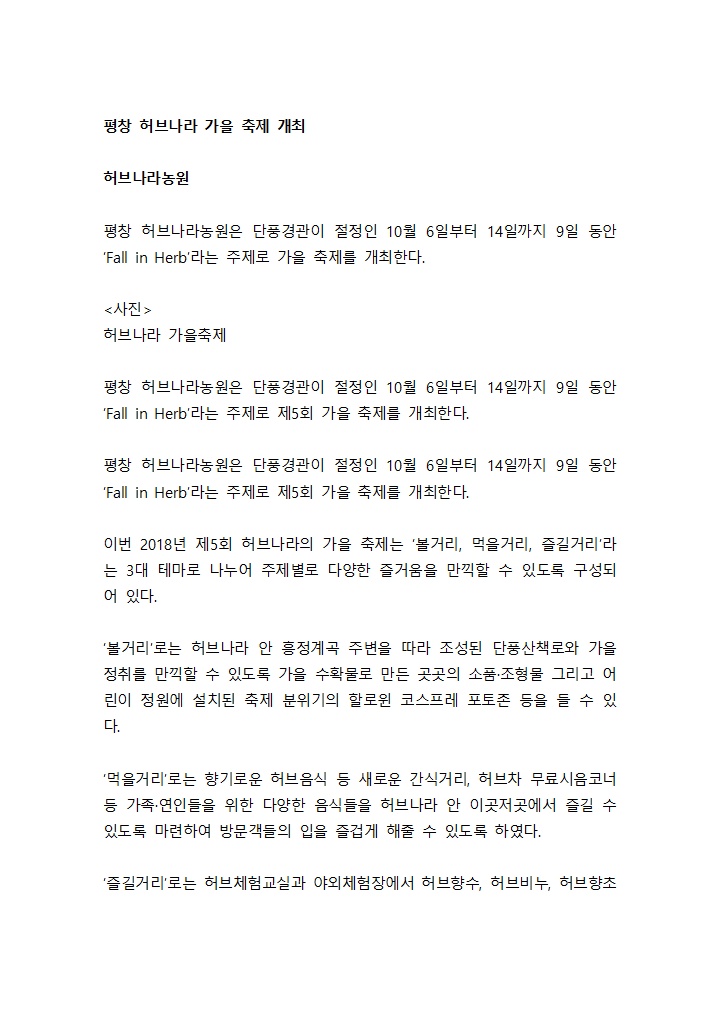 평창 허브나라 가을 축제 개최
허브나라농원
평창 허브나라농원은 단풍경관이 절정인 10월 6일부터 14일까지 9일 동안
‘Fall in Herb’라는 주제로 가을 축제를 개최한다.
<사진>
허브나라 가을축제
평창 허브나라농원은 단풍경관이 절정인 10월 6일부터 14일까지 9일 동안
‘Fall in Herb’라는 주제로 제5회 가을 축제를 개최한다.
평창 허브나라농원은 단풍경관이 절정인 10월 6일부터 14일까지 9일 동안
‘Fall in Herb’라는 주제로 제5회 가을 축제를 개최한다.
이번 2018년 제5회 허브나라의 가을 축제는 ‘볼거리, 먹을거리, 즐길거리’라
는 3대 테마로 나누어 주제별로 다양한 즐거움을 만끽할 수 있도록 구성되
어 있다.
‘볼거리’로는 허브나라 안 흥정계곡 주변을 따라 조성된 단풍산책로와 가을
정취를 만끽할 수 있도록 가을 수확물로 만든 곳곳의 소품·조형물 그리고 어
린이 정원에 설치된 축제 분위기의 할로윈 코스프레 포토존 등을 들 수 있
다.
‘먹을거리’로는 향기로운 허브음식 등 새로운 간식거리, 허브차 무료시음코너
등 가족·연인들을 위한 다양한 음식들을 허브나라 안 이곳저곳에서 즐길 수
있도록 마련하여 방문객들의 입을 즐겁게 해줄 수 있도록 하였다.
‘즐길거리’로는 허브체험교실과 야외체험장에서 허브향수, 허브비누, 허브향초